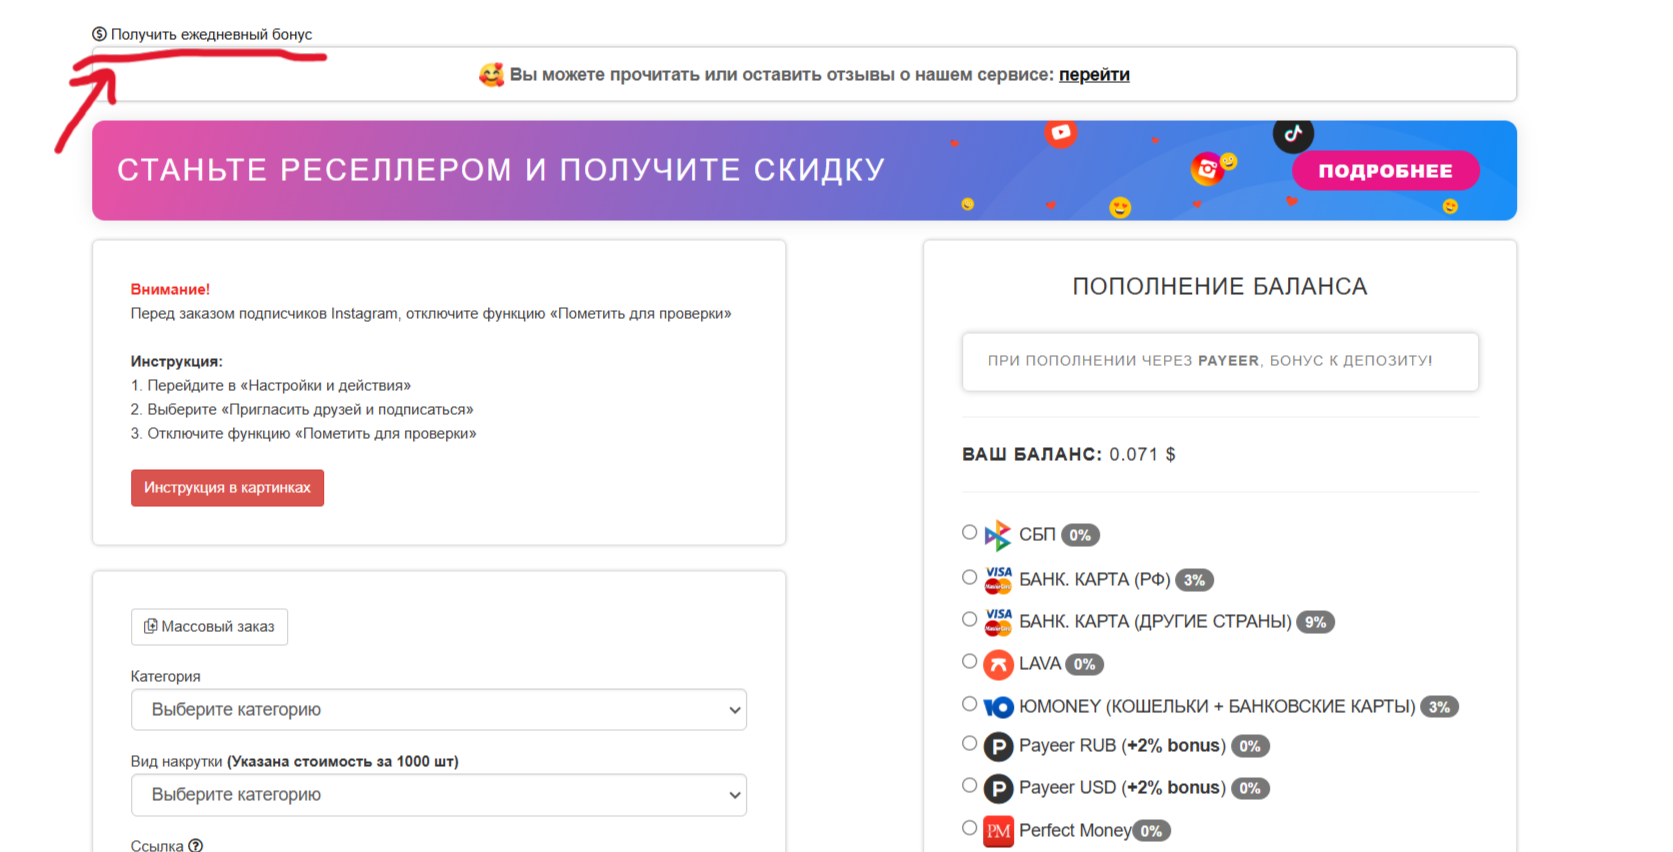 Получить ежедневный бонус
Вы можете прочитать или оставить отзывы о нашем сервисе: перейти
СТАНЬТЕ РЕСЕЛЛЕРОМ И ПОЛУЧИТЕ СКИДКУ
ПОДРОБНЕЕ
Внимание!
Перед заказом подписчиков Instagram, отключите функцию «Пометить для проверки»
Инструкция:
1. Перейдите в «Настройки и действия»
2. Выберите «Пригласить друзей и подписаться»
3. Отключите функцию «Пометить для проверки»
Инструкция в картинках
Массовый заказ
Категория
Выберите категорию
Вид накрутки (Указана стоимость за 1000 шт)
Выберите категорию
Ссылка
ПОПОЛНЕНИЕ БАЛАНСА
ПРИ ПОПОЛНЕНИИ ЧЕРЕЗ PAYEER, БОНУС К ДЕПОЗИТУ!
ВАШ БАЛАНС: 0.071 $
СБП 0%
VISA MasterCard БАНК. КАРТА (РФ) 3%
VISA MasterCard БАНК. КАРТА (ДРУГИЕ СТРАНЫ) 9%
LAVA 0%
ЮMONEY (КОШЕЛЬКИ + БАНКОВСКИЕ КАРТЫ) 3%
P Payeer RUB (+2% bonus) 0%
P Payeer USD (+2% bonus) 0%
PM Perfect Money 0%